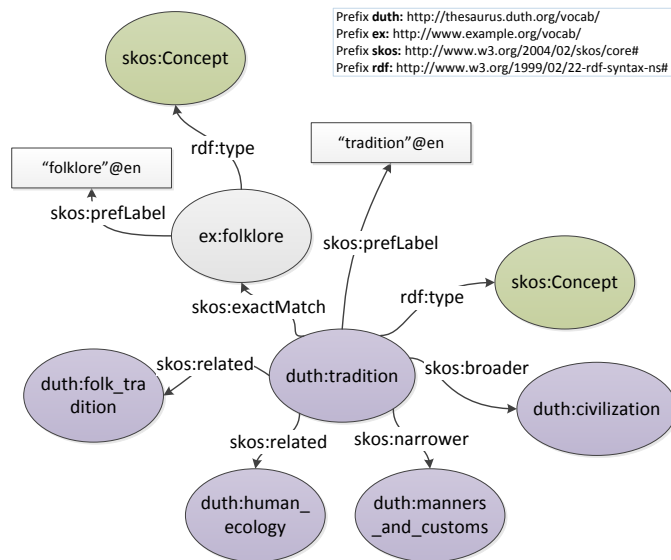 Prefix duth: http://thesaurus.duth.org/vocab/
Prefix ex: http://www.example.org/vocab/
Prefix skos: http://www.w3.org/2004/02/skos/core#
Prefix rdf: http://www.w3.org/1999/02/22-rdf-syntax-ns#
skos:Concept
rdf:type
"tradition"@en
"folklore"@en
skos:prefLabel
ex:folklore
skos:prefLabel
skos:exactMatch
rdf:type
skos:Concept
skos:related
duth:folk_tra
dition
duth:tradition
skos:broader
duth:civilization
skos:related
skos:narrower
duth:human_
ecology
duth:manners
_and_customs